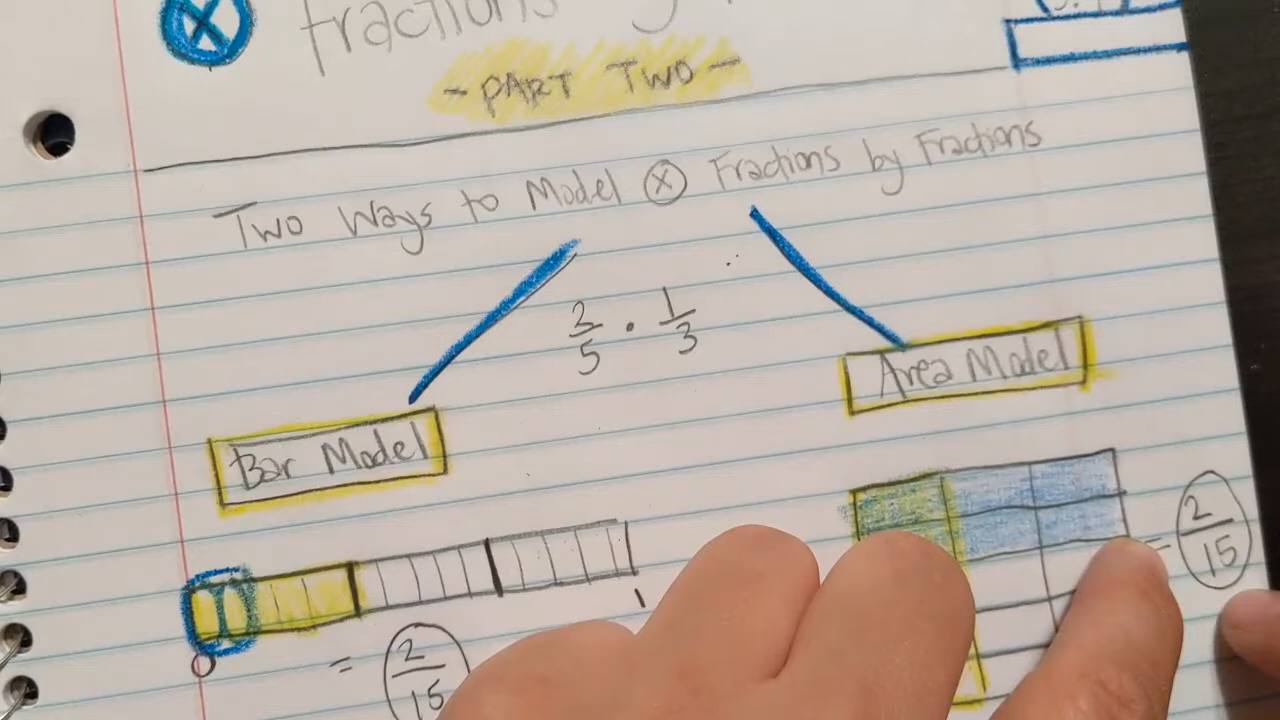 fractions
- PART TWO -
Two Ways to Model ⊗ Fractions by Fractions
2/5 · 1/3
Area Model
Bar Model
0
1
= 2/15
= 2/15